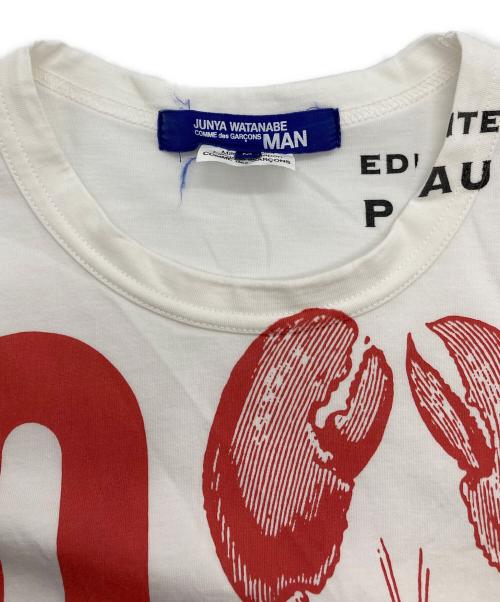 JUNYA WATANABE
COMME des GARÇONS MAN
M
COMME des GARÇONS
ITE
EDI
P AU